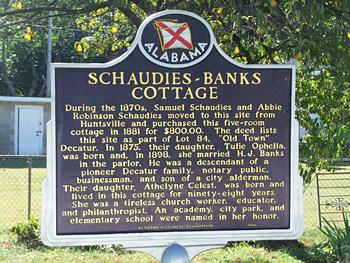 ALABAMA
SCHAUDIES-BANKS
COTTAGE
During the 1870s, Samuel Schaudies and Abbie
Robinson Schaudies moved to this site from
Huntsville and purchased this five-room
cottage in 1881 for $800.00. The deed lists
this site as part of Lot 84, "Old Town"
Decatur. In 1875, their daughter, Tulie Ophelia,
was born and, in 1898, she married H.J. Banks
in the parlor. He was a descendant of a
pioneer Decatur family, notary public,
businessman, and son of a city alderman.
Their daughter, Athelyne Celest, was born and
lived in this cottage for ninety-eight years.
She was a tireless church worker, educator,
and philanthropist. An academy, city park, and
elementary school were named in her honor.
ALABAMA HISTORICAL ASSOCIATION